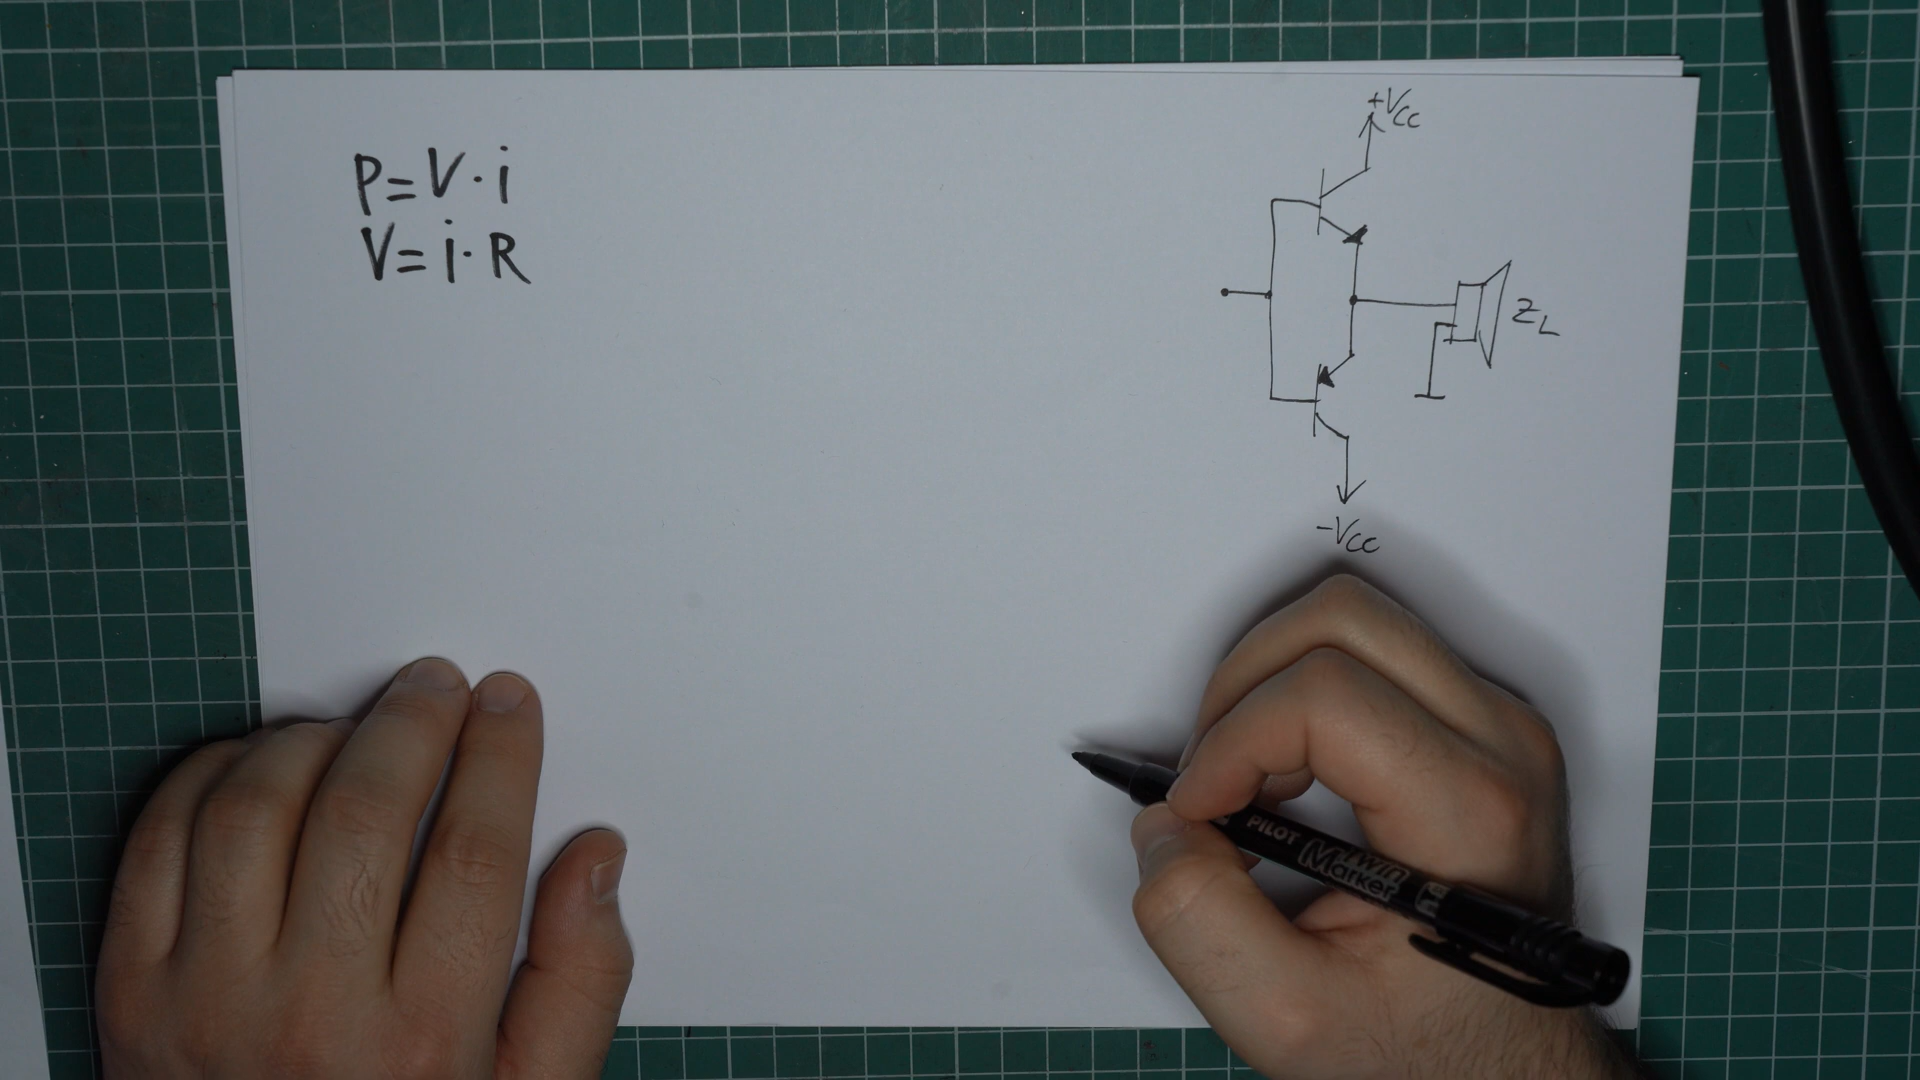 P=V·i
V=i·R
+Vcc
ZL
-Vcc
PILOT
TWIN
Marker